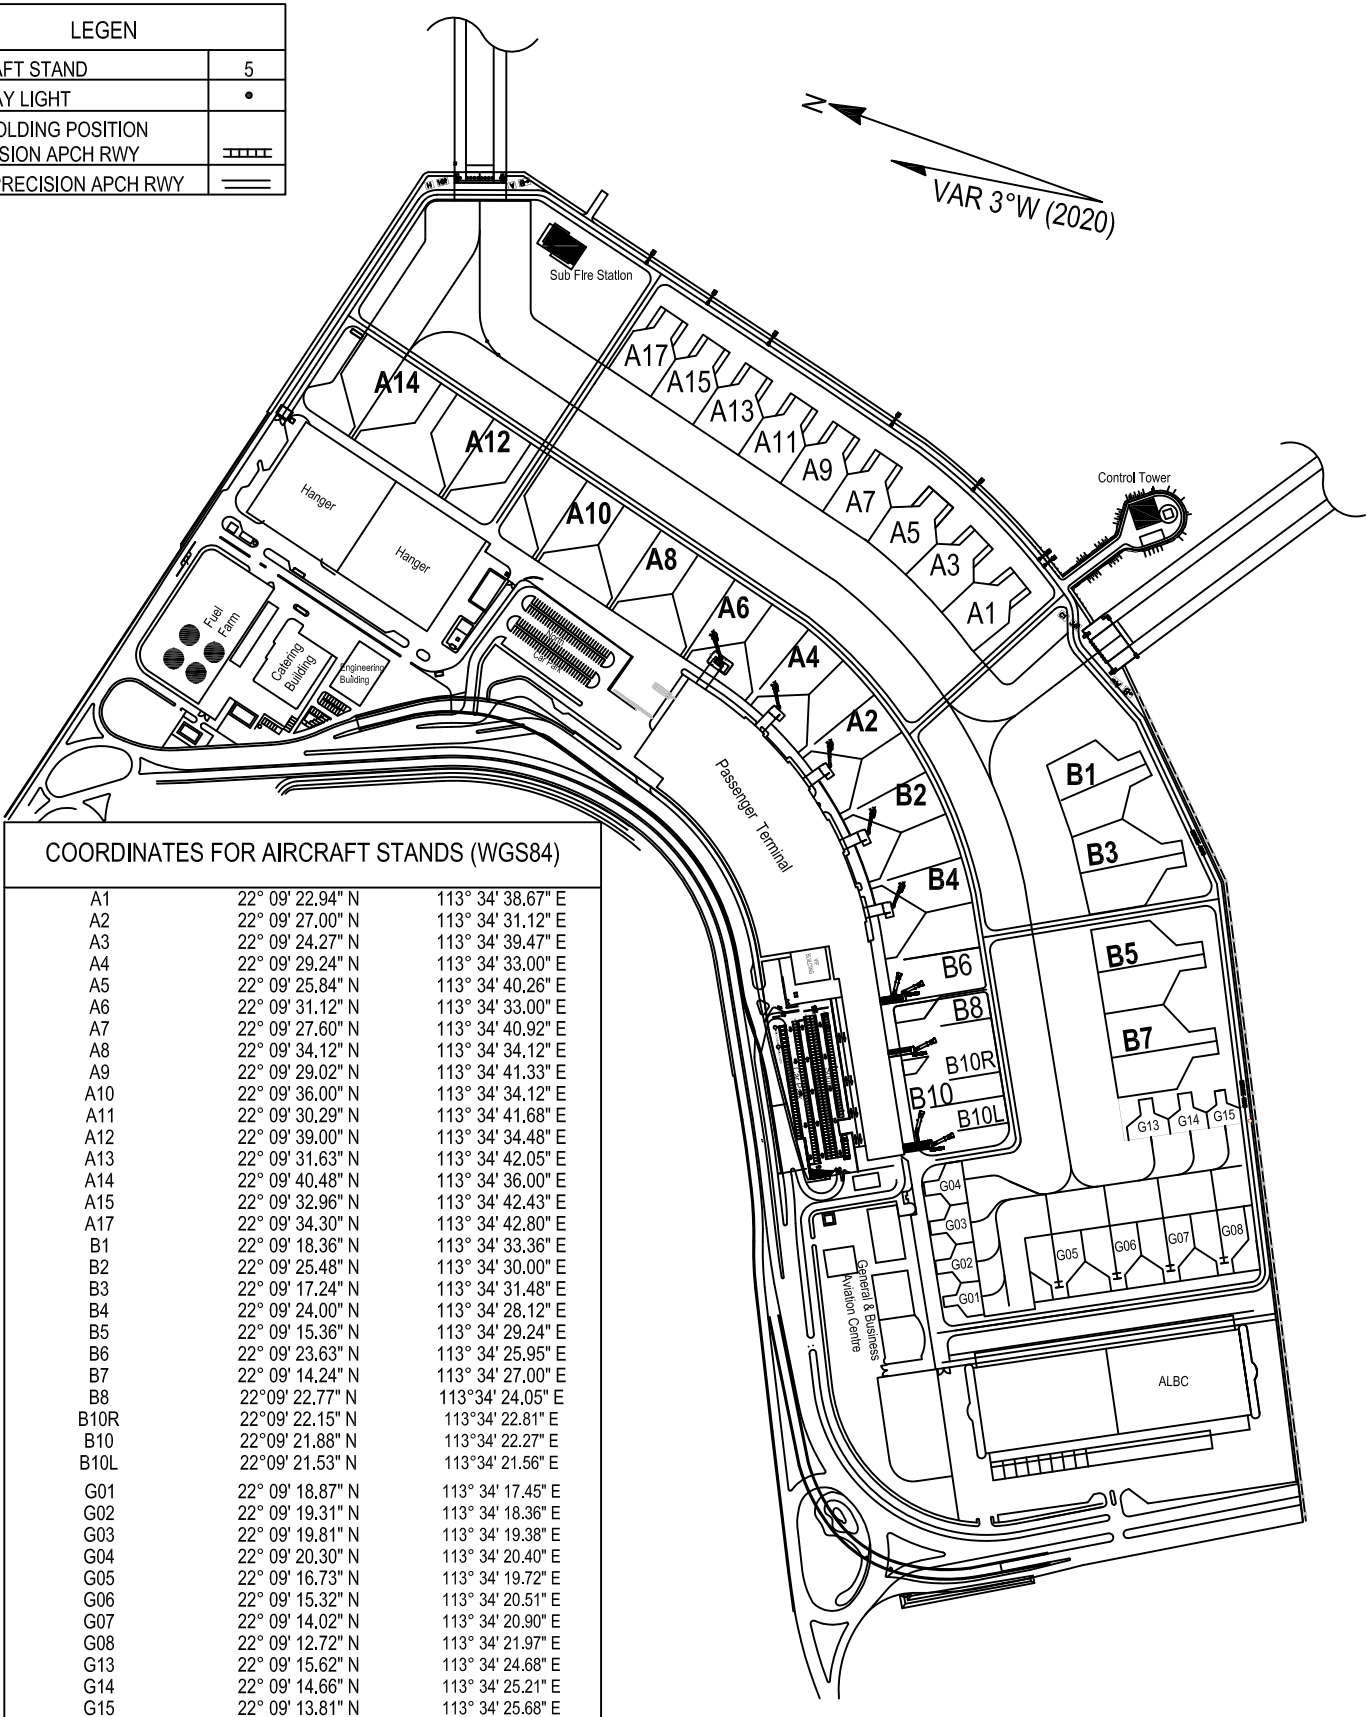 LEGEN
AFT STAND 5
AY LIGHT
OLDING POSITION
SION APCH RWY
PRECISION APCH RWY
N
VAR 3°W (2020)
Sub Fire Station
A17
A15
A14
A13
A12
A11
A9
Control Tower
A7
Hanger
A10
A5
Hanger
A8
A3
A6
A1
Fuel
Farm
Car Park
A4
Catering
Building
Engineering
Building
A2
Passenger Terminal
B1
B2
B3
B4
B5
B6
VIP
BUILDING
B8
B7
B10R
B10
B10L
G13
G14
G15
G04
G03
G02
G01
G05
G06
G07
G08
General & Business
Aviation Centre
ALBC
COORDINATES FOR AIRCRAFT STANDS (WGS84)
A1 22° 09' 22.94" N 113° 34' 38.67" E
A2 22° 09' 27.00" N 113° 34' 31.12" E
A3 22° 09' 24.27" N 113° 34' 39.47" E
A4 22° 09' 29.24" N 113° 34' 33.00" E
A5 22° 09' 25.84" N 113° 34' 40.26" E
A6 22° 09' 31.12" N 113° 34' 33.00" E
A7 22° 09' 27.60" N 113° 34' 40.92" E
A8 22° 09' 34.12" N 113° 34' 34.12" E
A9 22° 09' 29.02" N 113° 34' 41.33" E
A10 22° 09' 36.00" N 113° 34' 34.12" E
A11 22° 09' 30.29" N 113° 34' 41.68" E
A12 22° 09' 39.00" N 113° 34' 34.48" E
A13 22° 09' 31.63" N 113° 34' 42.05" E
A14 22° 09' 40.48" N 113° 34' 36.00" E
A15 22° 09' 32.96" N 113° 34' 42.43" E
A17 22° 09' 34.30" N 113° 34' 42.80" E
B1 22° 09' 18.36" N 113° 34' 33.36" E
B2 22° 09' 25.48" N 113° 34' 30.00" E
B3 22° 09' 17.24" N 113° 34' 31.48" E
B4 22° 09' 24.00" N 113° 34' 28.12" E
B5 22° 09' 15.36" N 113° 34' 29.24" E
B6 22° 09' 23.63" N 113° 34' 25.95" E
B7 22° 09' 14.24" N 113° 34' 27.00" E
B8 22°09' 22.77" N 113°34' 24.05" E
B10R 22°09' 22.15" N 113°34' 22.81" E
B10 22°09' 21.88" N 113°34' 22.27" E
B10L 22°09' 21.53" N 113°34' 21.56" E
G01 22° 09' 18.87" N 113° 34' 17.45" E
G02 22° 09' 19.31" N 113° 34' 18.36" E
G03 22° 09' 19.81" N 113° 34' 19.38" E
G04 22° 09' 20.30" N 113° 34' 20.40" E
G05 22° 09' 16.73" N 113° 34' 19.72" E
G06 22° 09' 15.32" N 113° 34' 20.51" E
G07 22° 09' 14.02" N 113° 34' 20.90" E
G08 22° 09' 12.72" N 113° 34' 21.97" E
G13 22° 09' 15.62" N 113° 34' 24.68" E
G14 22° 09' 14.66" N 113° 34' 25.21" E
G15 22° 09' 13.81" N 113° 34' 25.68" E